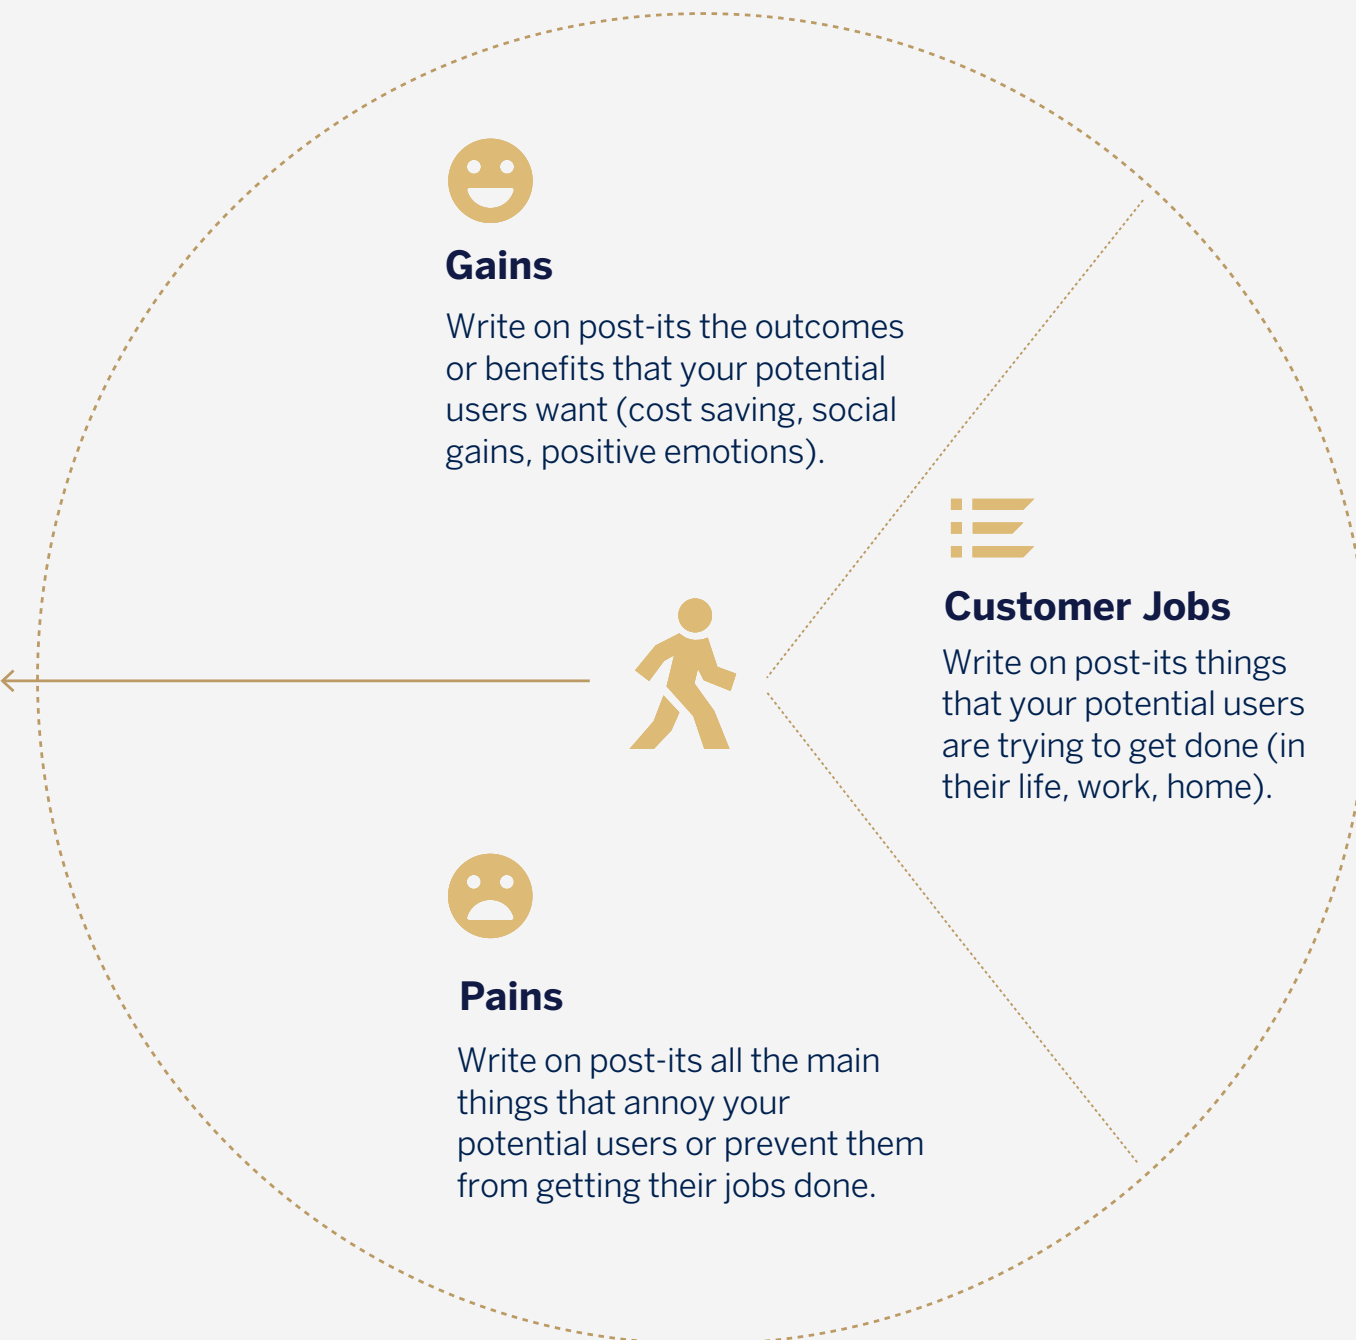 Gains
Write on post-its the outcomes
or benefits that your potential
users want (cost saving, social
gains, positive emotions).
Customer Jobs
Write on post-its things
that your potential users
are trying to get done (in
their life, work, home).
Pains
Write on post-its all the main
things that annoy your
potential users or prevent them
from getting their jobs done.